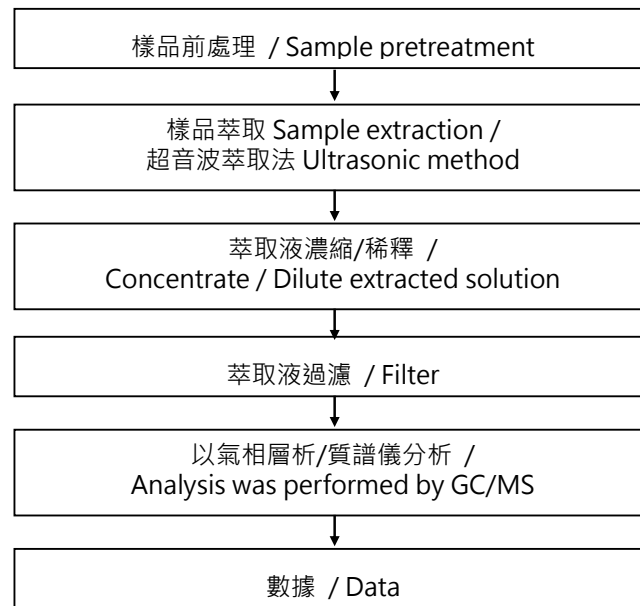 樣品前處理 / Sample pretreatment
樣品萃取 Sample extraction /
超音波萃取法 Ultrasonic method
萃取液濃縮/稀釋 /
Concentrate / Dilute extracted solution
萃取液過濾 / Filter
以氣相層析/質譜儀分析 /
Analysis was performed by GC/MS
數據 / Data